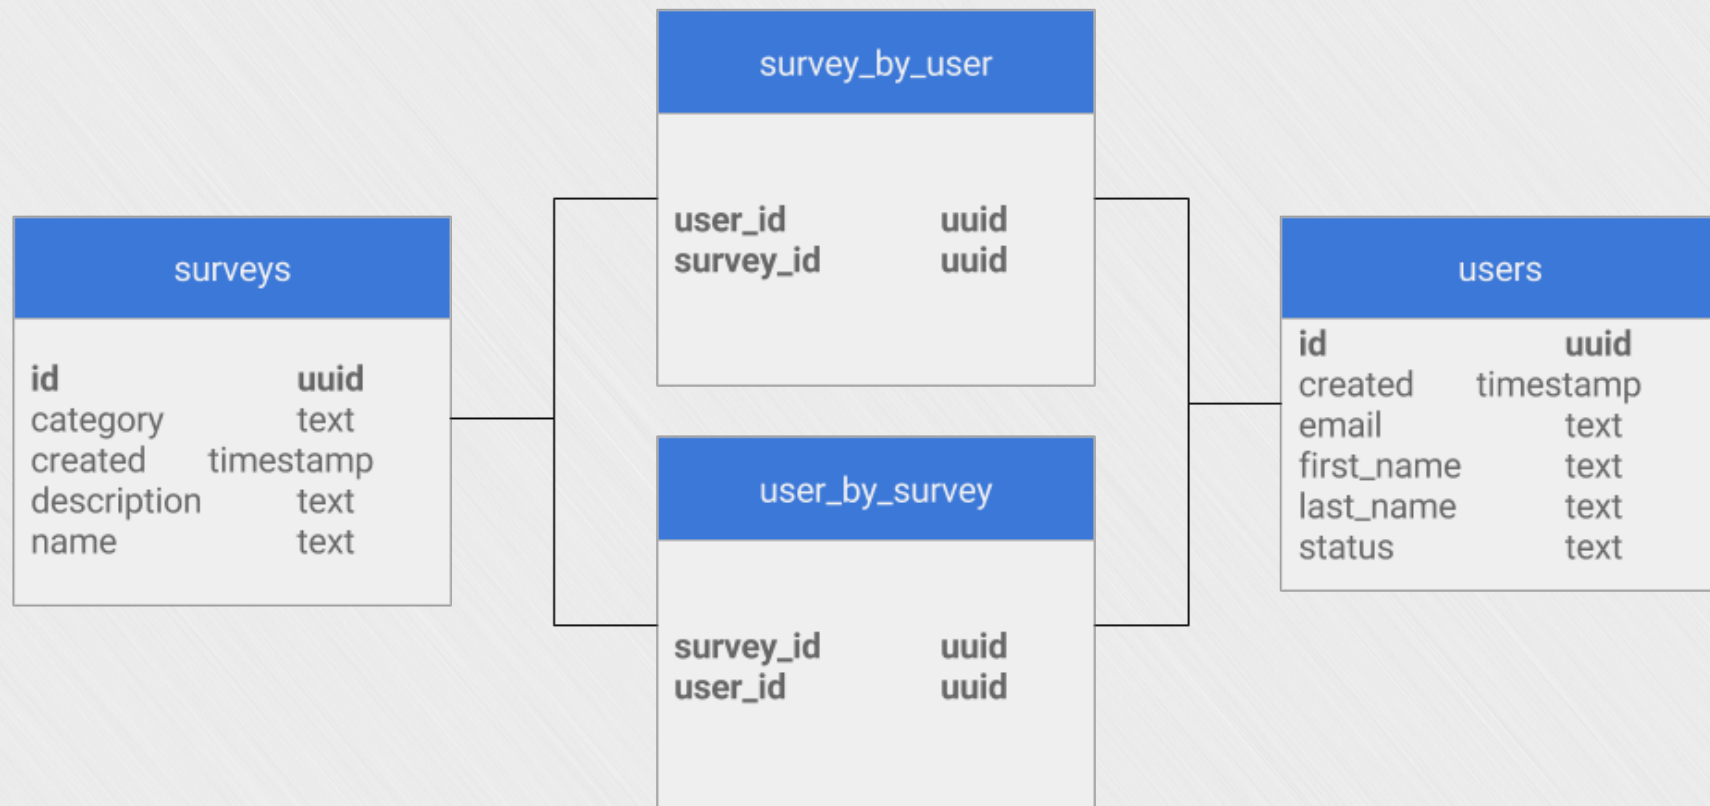 survey_by_user
user_id uuid
survey_id uuid
surveys
id uuid
category text
created timestamp
description text
name text
user_by_survey
survey_id uuid
user_id uuid
users
id uuid
created timestamp
email text
first_name text
last_name text
status text